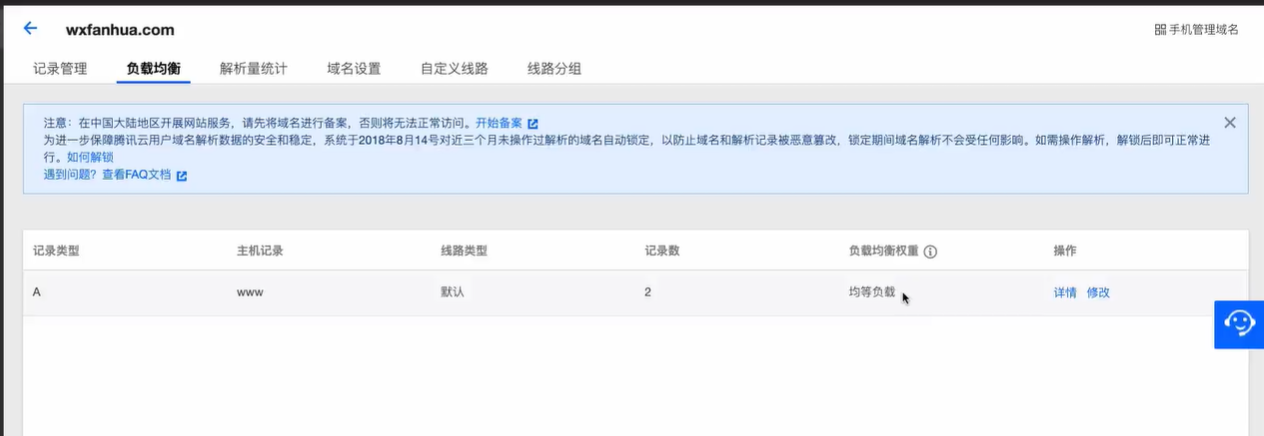 wxfanhua.com
手机管理域名
记录管理 负载均衡 解析量统计 域名设置 自定义线路 线路分组
注意：在中国大陆地区开展网站服务，请先将域名进行备案，否则将无法正常访问。开始备案
为进一步保障腾讯云用户域名解析数据的安全和稳定，系统于2018年8月14号对近三个月未操作过解析的域名自动锁定，以防止域名和解析记录被恶意篡改，锁定期间域名解析不会受任何影响。如需操作解析，解锁后即可正常进
行。如何解锁
遇到问题？查看FAQ文档
记录类型 主机记录 线路类型 记录数 负载均衡权重 操作
A www 默认 2 均等负载 详情 修改